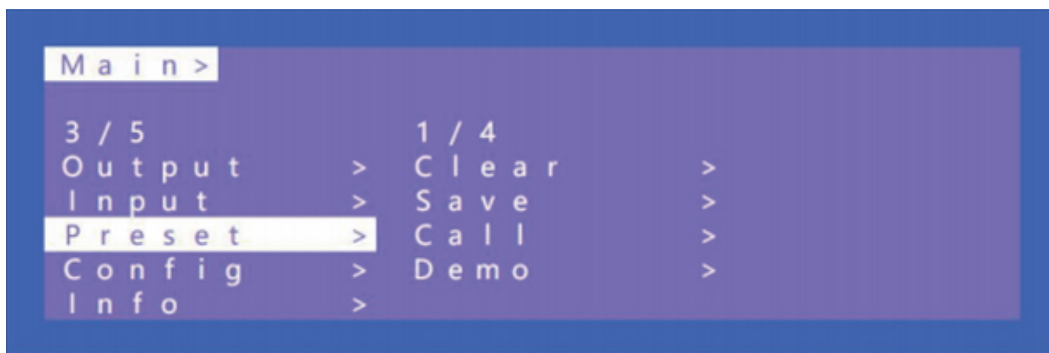 Main>
3/5 1/4
Output > Clear >
Input > Save >
Preset > Call >
Config > Demo >
Info >